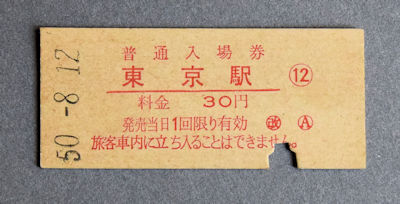 50.-8.12
普通入場券
東京駅 ⑫
料金 30円
発売当日1回限り有効 ㊶ Ⓐ
旅客車内に立ち入ることはできません。